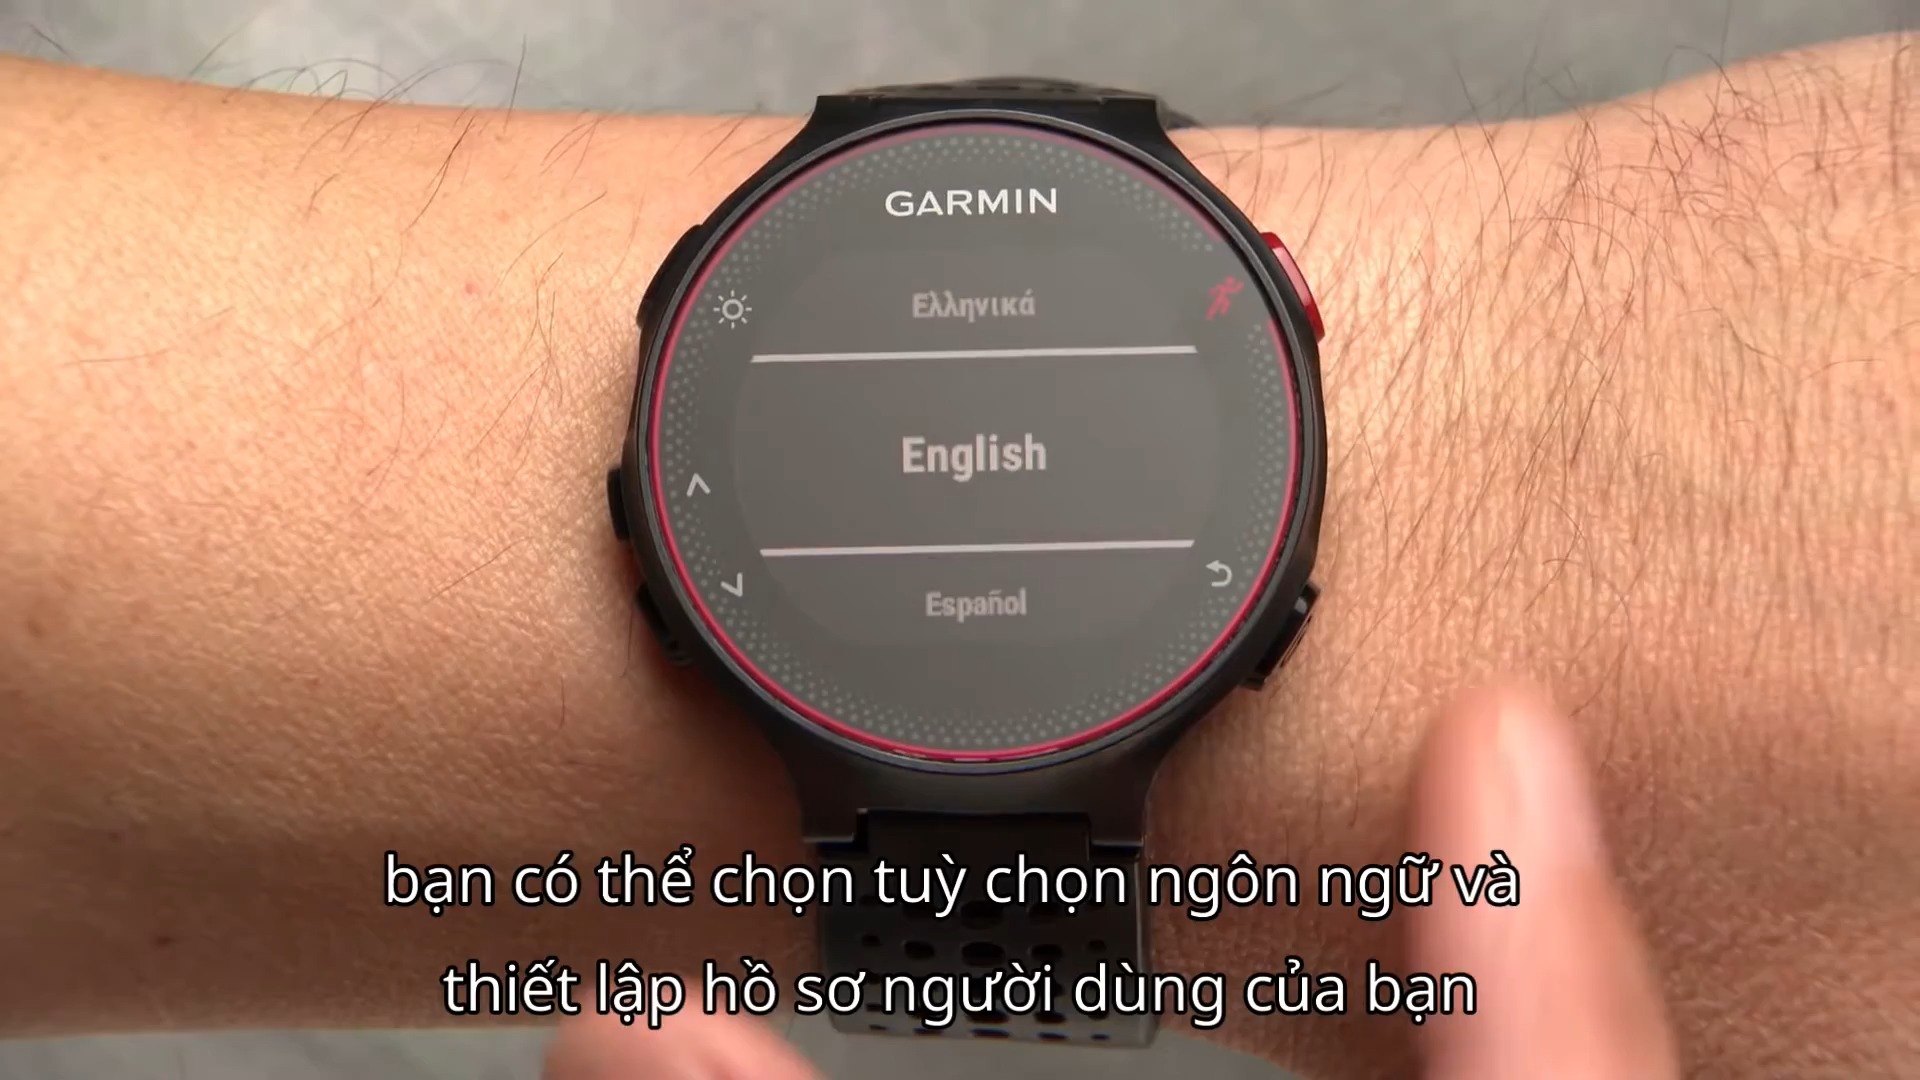 GARMIN
Ελληνικά
English
Español
bạn có thể chọn tuỳ chọn ngôn ngữ và
thiết lập hồ sơ người dùng của bạn